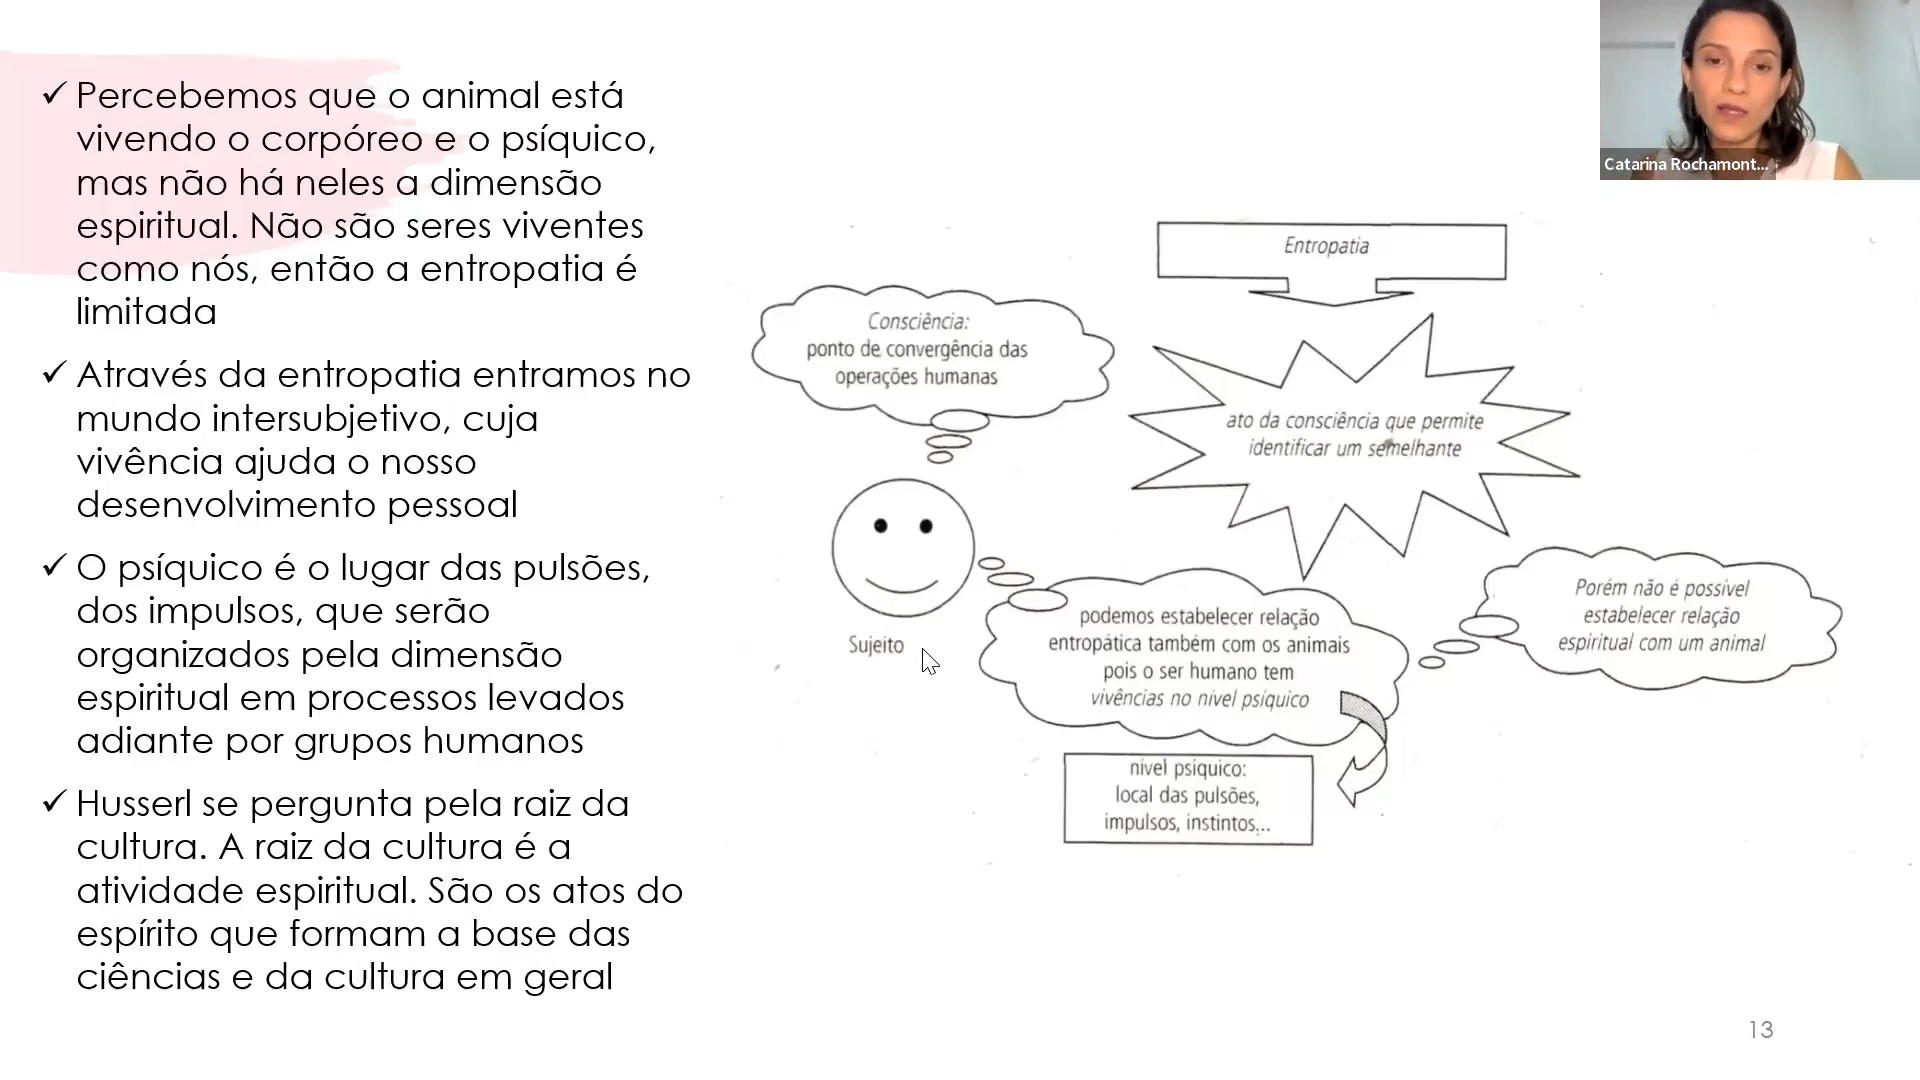 ✓ Percebemos que o animal está
vivendo o corpóreo e o psíquico,
mas não há neles a dimensão
espiritual. Não são seres viventes
como nós, então a entropatia é
limitada
✓ Através da entropatia entramos no
mundo intersubjetivo, cuja
vivência ajuda o nosso
desenvolvimento pessoal
✓ O psíquico é o lugar das pulsões,
dos impulsos, que serão
organizados pela dimensão
espiritual em processos levados
adiante por grupos humanos
✓ Husserl se pergunta pela raiz da
cultura. A raiz da cultura é a
atividade espiritual. São os atos do
espírito que formam a base das
ciências e da cultura em geral
Catarina Rochamont...
Entropatia
Consciência:
ponto de convergência das
operações humanas
ato da consciência que permite
identificar um semelhante
Sujeito
podemos estabelecer relação
entropática também com os animais
pois o ser humano tem
vivências no nível psíquico
Porém não é possível
estabelecer relação
espiritual com um animal
nível psíquico:
local das pulsões,
impulsos, instintos...
13